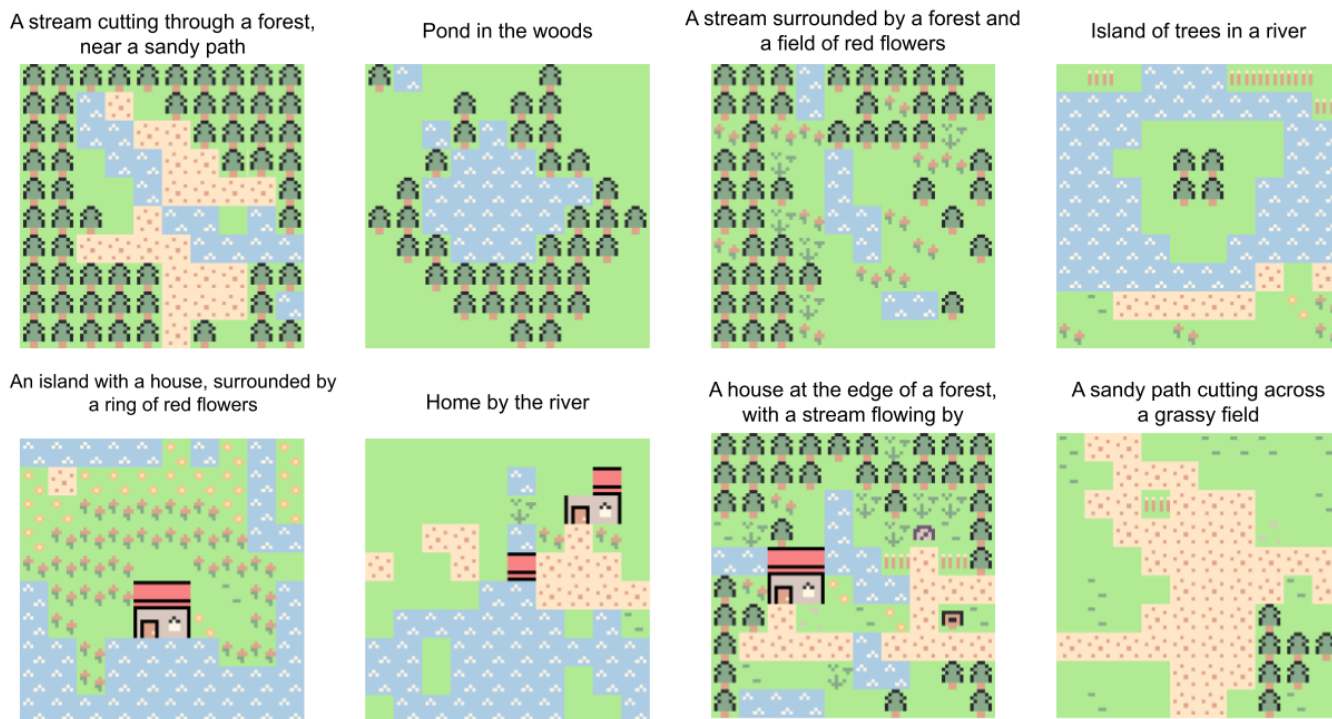 A stream cutting through a forest,
near a sandy path
Pond in the woods
A stream surrounded by a forest and
a field of red flowers
Island of trees in a river
An island with a house, surrounded by
a ring of red flowers
Home by the river
A house at the edge of a forest,
with a stream flowing by
A sandy path cutting across
a grassy field